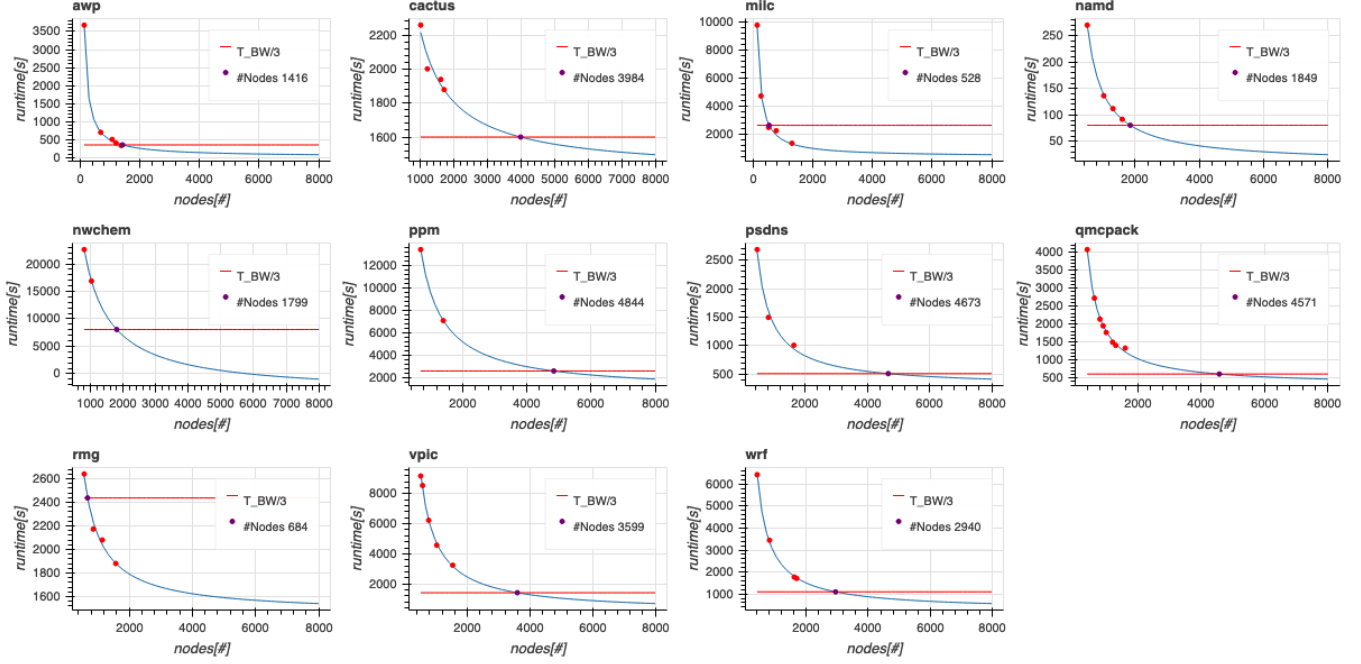 awp
runtime[s]
3500
3000
2500
2000
1500
1000
500
0
T_BW/3
#Nodes 1416
0 2000 4000 6000 8000
nodes[#]
cactus
runtime[s]
2200
2000
1800
1600
T_BW/3
#Nodes 3984
1000 2000 3000 4000 5000 6000 7000 8000
nodes[#]
milc
runtime[s]
10000
8000
6000
4000
2000
T_BW/3
#Nodes 528
0 2000 4000 6000 8000
nodes[#]
namd
runtime[s]
250
200
150
100
50
T_BW/3
#Nodes 1849
2000 4000 6000 8000
nodes[#]
nwchem
runtime[s]
20000
15000
10000
5000
0
T_BW/3
#Nodes 1799
1000 2000 3000 4000 5000 6000 7000 8000
nodes[#]
ppm
runtime[s]
12000
10000
8000
6000
4000
2000
T_BW/3
#Nodes 4844
2000 4000 6000 8000
nodes[#]
psdns
runtime[s]
2500
2000
1500
1000
500
T_BW/3
#Nodes 4673
2000 4000 6000 8000
nodes[#]
qmcpack
runtime[s]
4000
3500
3000
2500
2000
1500
1000
500
T_BW/3
#Nodes 4571
2000 4000 6000 8000
nodes[#]
rmg
runtime[s]
2600
2400
2200
2000
1800
1600
T_BW/3
#Nodes 684
2000 4000 6000 8000
nodes[#]
vpic
runtime[s]
8000
6000
4000
2000
T_BW/3
#Nodes 3599
2000 4000 6000 8000
nodes[#]
wrf
runtime[s]
6000
5000
4000
3000
2000
1000
T_BW/3
#Nodes 2940
2000 4000 6000 8000
nodes[#]